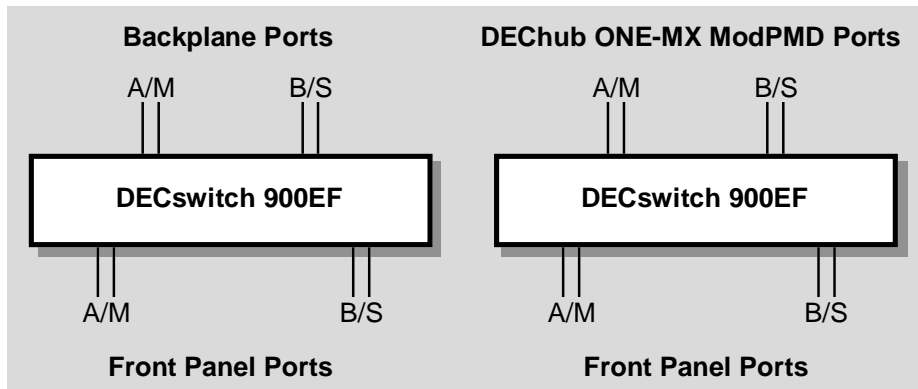 Backplane Ports DEChub ONE-MX ModPMD Ports
A/M B/S A/M B/S
DECswitch 900EF DECswitch 900EF
A/M B/S A/M B/S
Front Panel Ports Front Panel Ports